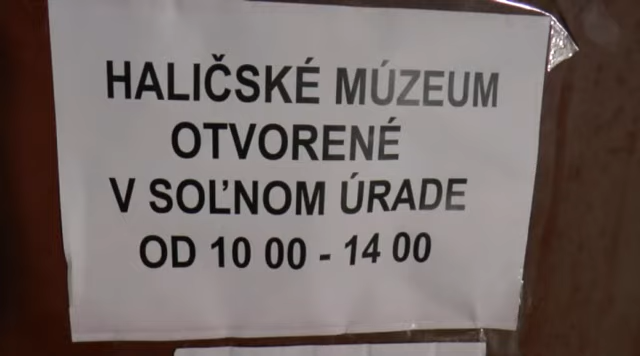 HALIČSKÉ MÚZEUM
OTVORENÉ
V SOĽNOM ÚRADE
OD 10 00 - 14 00